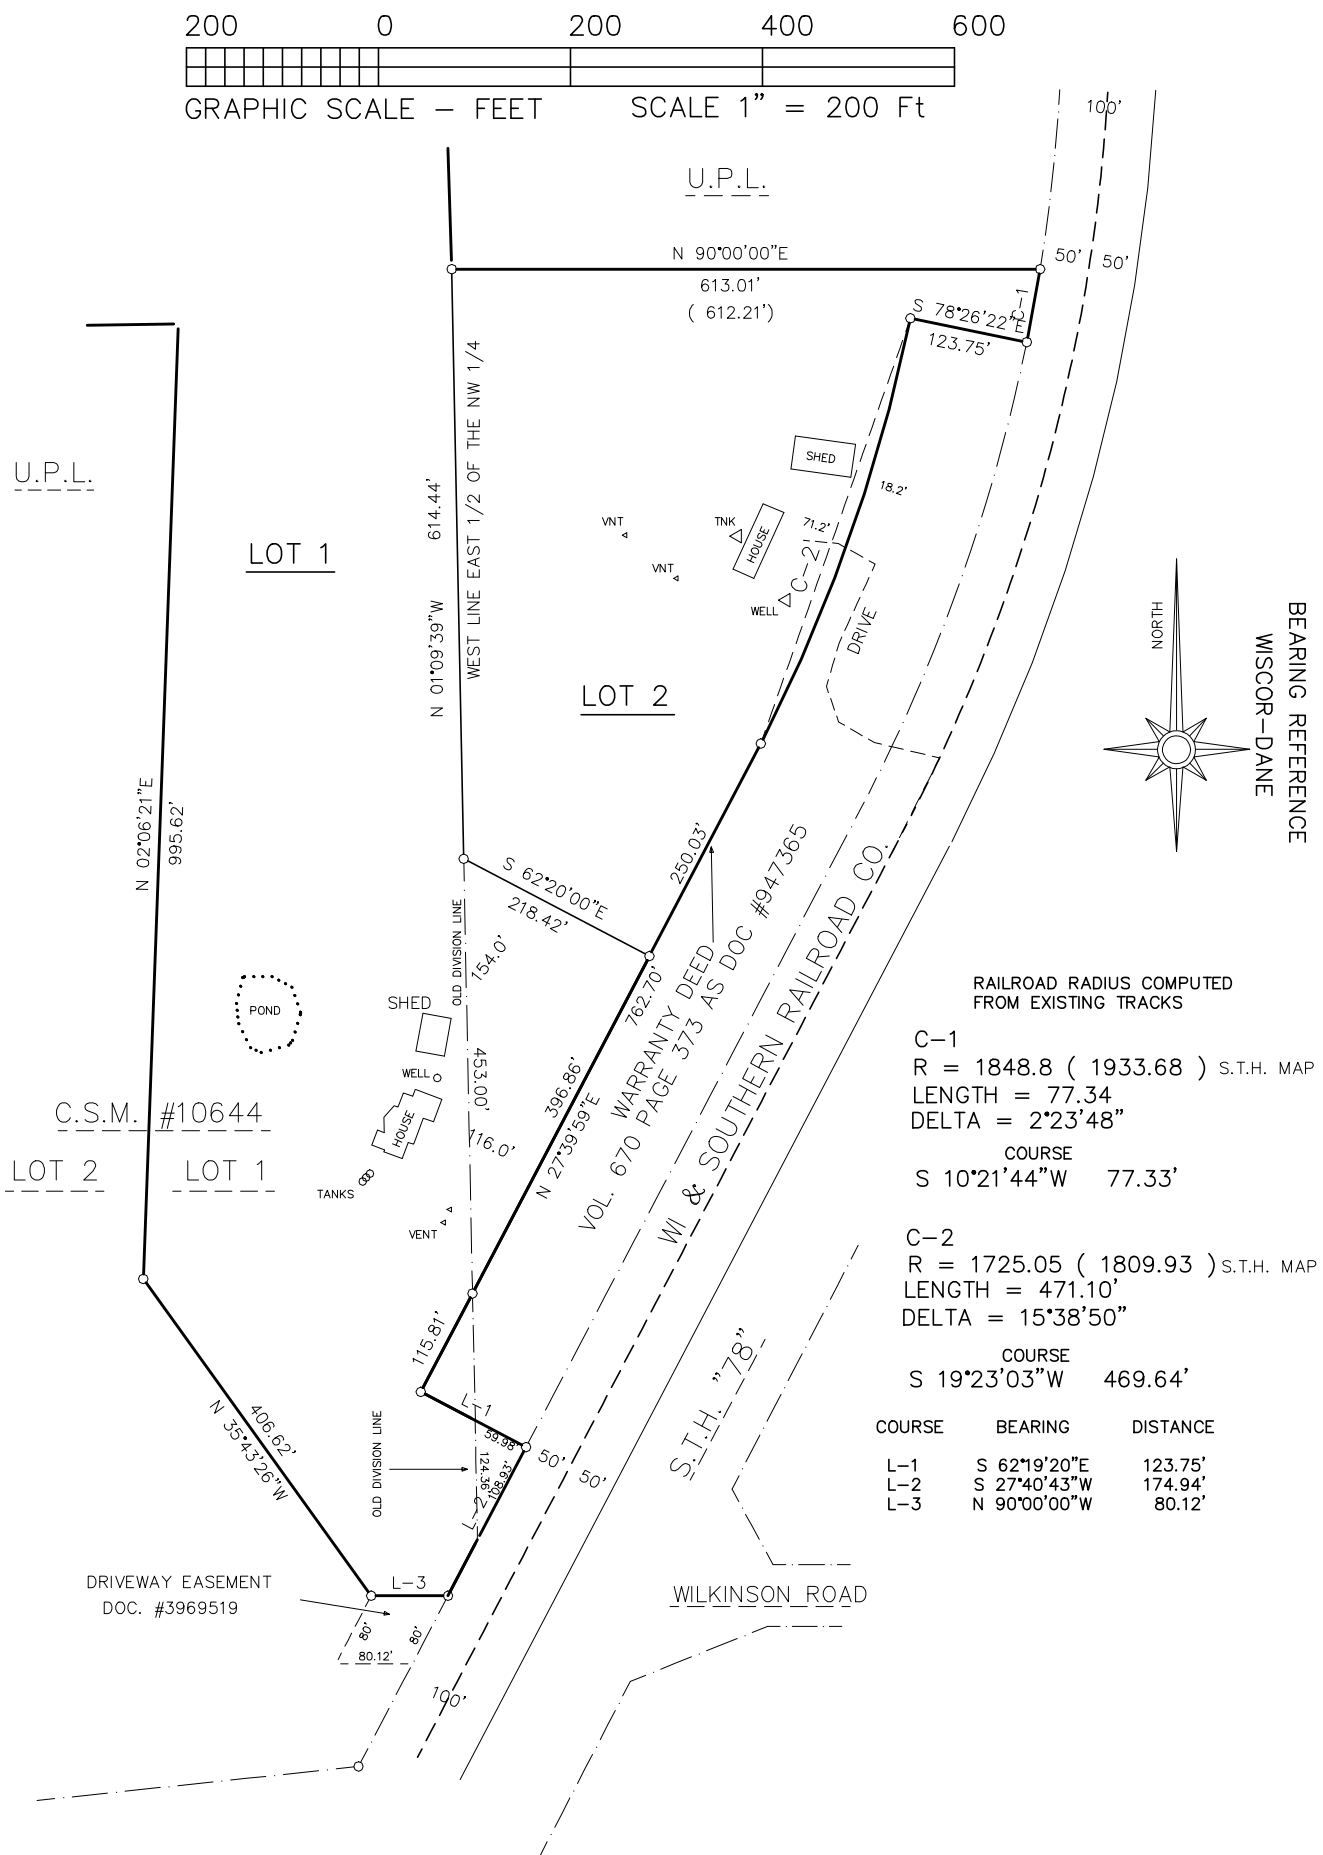 200 0 200 400 600
GRAPHIC SCALE – FEET SCALE 1" = 200 Ft
100'
U.P.L.
N 90°00'00"E
613.01'
( 612.21')
50' 50'
C-1
S 78°26'22"E
123.75'
WEST LINE EAST 1/2 OF THE NW 1/4
N 01°09'39"W 614.44'
U.P.L.
LOT 1
SHED
18.2'
VNT
TNK
71.2'
HOUSE
VNT
C-2
WELL
DRIVE
LOT 2
NORTH
BEARING REFERENCE
WISCOR-DANE
N 02°06'21"E
995.62'
250.03'
S 62°20'00"E
218.42'
OLD DIVISION LINE
154.0'
762.70'
WARRANTY DEED
VOL. 670 PAGE 373 AS DOC #947365
WI & SOUTHERN RAILROAD CO.
POND
SHED
WELL
453.00'
396.86'
N 27°39'59"E
116.0'
HOUSE
TANKS
VENT
C.S.M. #10644
LOT 2 LOT 1
RAILROAD RADIUS COMPUTED
FROM EXISTING TRACKS
C-1
R = 1848.8 ( 1933.68 ) S.T.H. MAP
LENGTH = 77.34
DELTA = 2°23'48"
COURSE
S 10°21'44"W 77.33'
C-2
R = 1725.05 ( 1809.93 ) S.T.H. MAP
LENGTH = 471.10'
DELTA = 15°38'50"
COURSE
S 19°23'03"W 469.64'
COURSE BEARING DISTANCE
L-1 S 62°19'20"E 123.75'
L-2 S 27°40'43"W 174.94'
L-3 N 90°00'00"W 80.12'
115.81'
L-1
59.98'
124.36'
108.93'
L-2
OLD DIVISION LINE
50' 50'
S.T.H. "78"
406.62'
N 35°43'26"W
DRIVEWAY EASEMENT
DOC. #3969519
L-3
80'
80'
80.12'
100'
WILKINSON ROAD